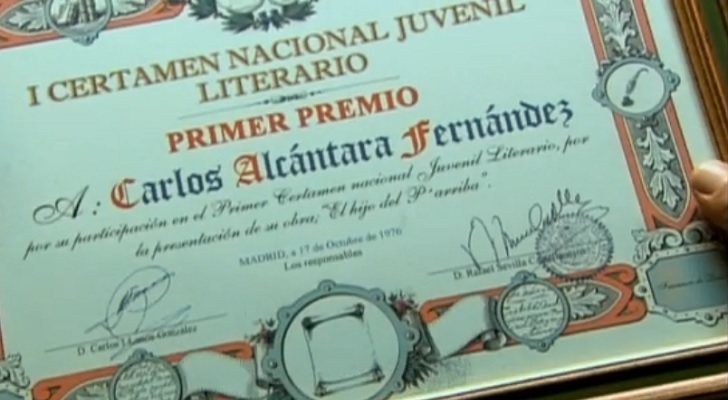 I CERTAMEN NACIONAL JUVENIL
LITERARIO
PRIMER PREMIO
A: Carlos Alcántara Fernández
por su participación en el Primer Certamen nacional Juvenil Literario, por
la presentación de su obra; "El hijo del P'arriba".
MADRID, a 17 de Octubre de 1976
Los responsables
D. Carlos
D. Rafael Sevilla